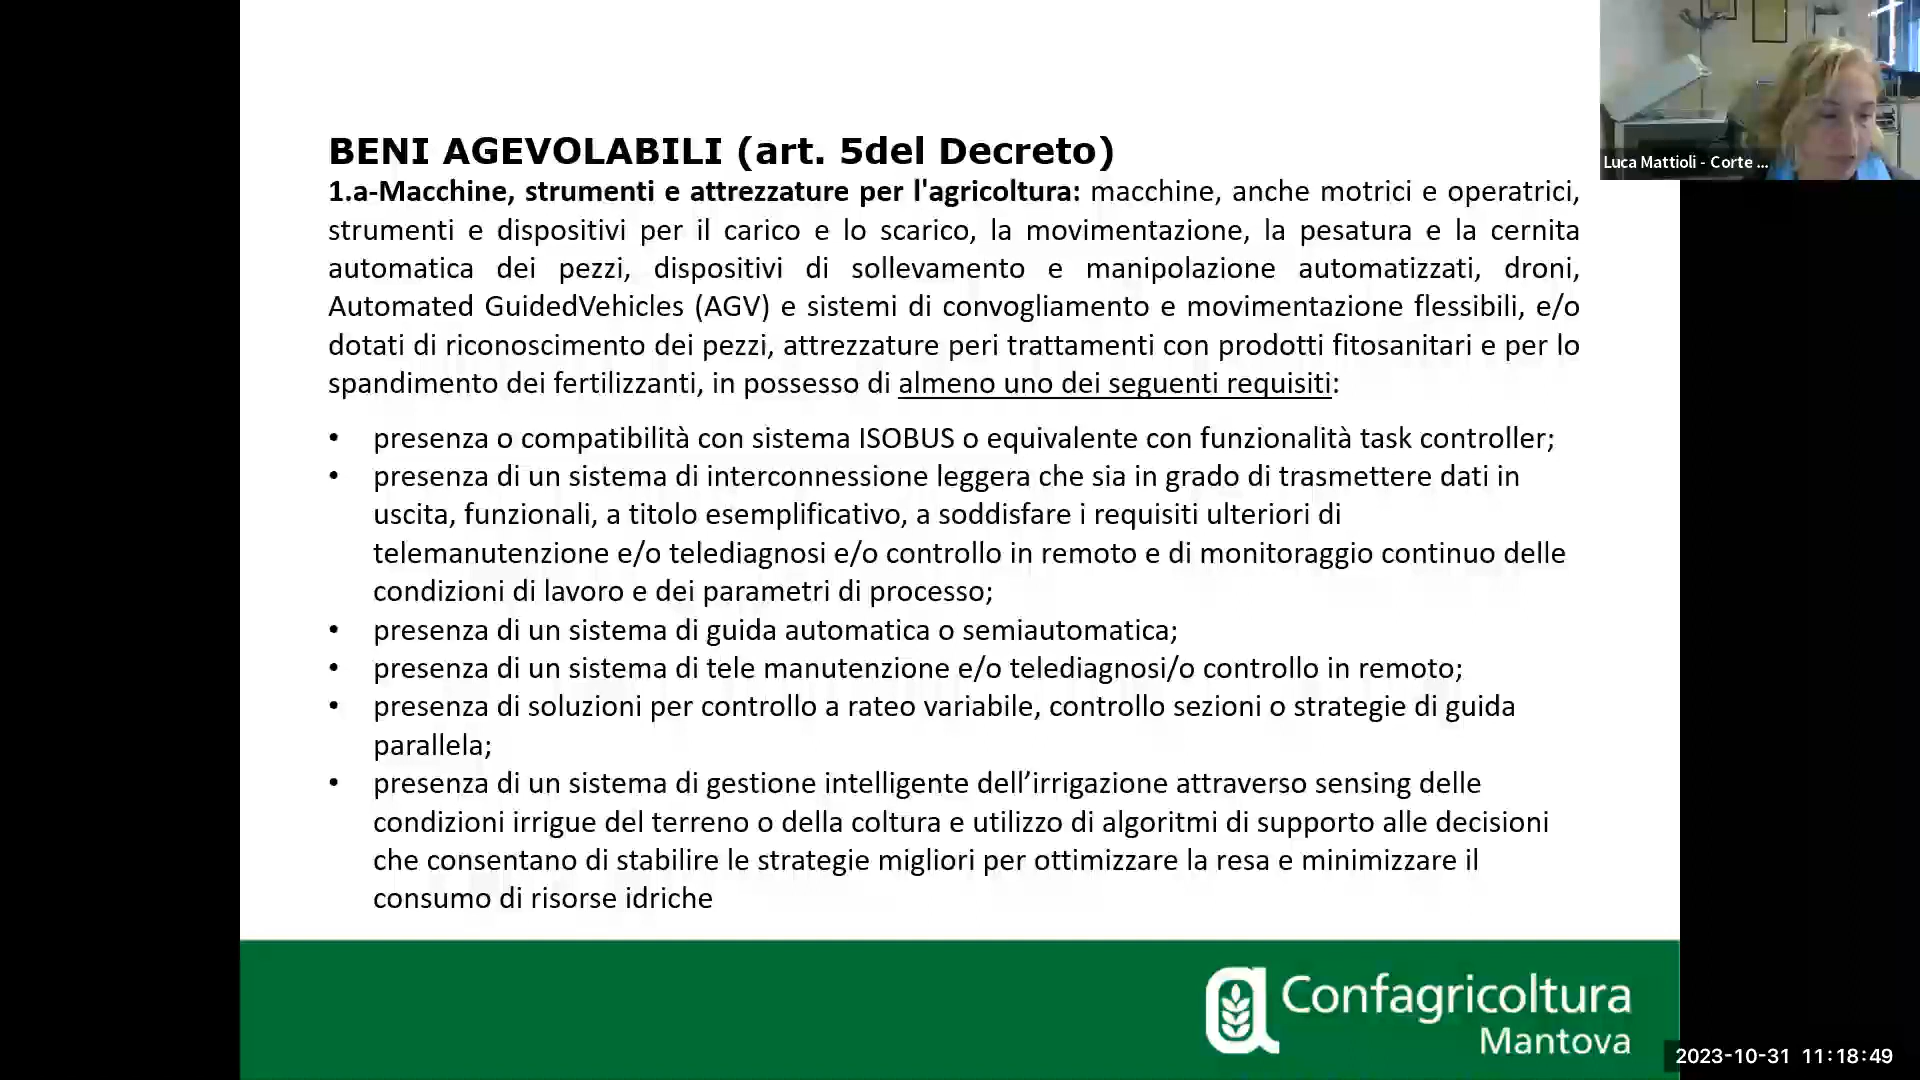 BENI AGEVOLABILI (art. 5del Decreto)
1.a-Macchine, strumenti e attrezzature per l'agricoltura: macchine, anche motrici e operatrici,
strumenti e dispositivi per il carico e lo scarico, la movimentazione, la pesatura e la cernita
automatica dei pezzi, dispositivi di sollevamento e manipolazione automatizzati, droni,
Automated GuidedVehicles (AGV) e sistemi di convogliamento e movimentazione flessibili, e/o
dotati di riconoscimento dei pezzi, attrezzature peri trattamenti con prodotti fitosanitari e per lo
spandimento dei fertilizzanti, in possesso di almeno uno dei seguenti requisiti:
• presenza o compatibilità con sistema ISOBUS o equivalente con funzionalità task controller;
• presenza di un sistema di interconnessione leggera che sia in grado di trasmettere dati in
uscita, funzionali, a titolo esemplificativo, a soddisfare i requisiti ulteriori di
telemanutenzione e/o telediagnosi e/o controllo in remoto e di monitoraggio continuo delle
condizioni di lavoro e dei parametri di processo;
• presenza di un sistema di guida automatica o semiautomatica;
• presenza di un sistema di tele manutenzione e/o telediagnosi/o controllo in remoto;
• presenza di soluzioni per controllo a rateo variabile, controllo sezioni o strategie di guida
parallela;
• presenza di un sistema di gestione intelligente dell’irrigazione attraverso sensing delle
condizioni irrigue del terreno o della coltura e utilizzo di algoritmi di supporto alle decisioni
che consentano di stabilire le strategie migliori per ottimizzare la resa e minimizzare il
consumo di risorse idriche
Luca Mattioli - Corte ...
Confagricoltura
Mantova
2023-10-31 11:18:49